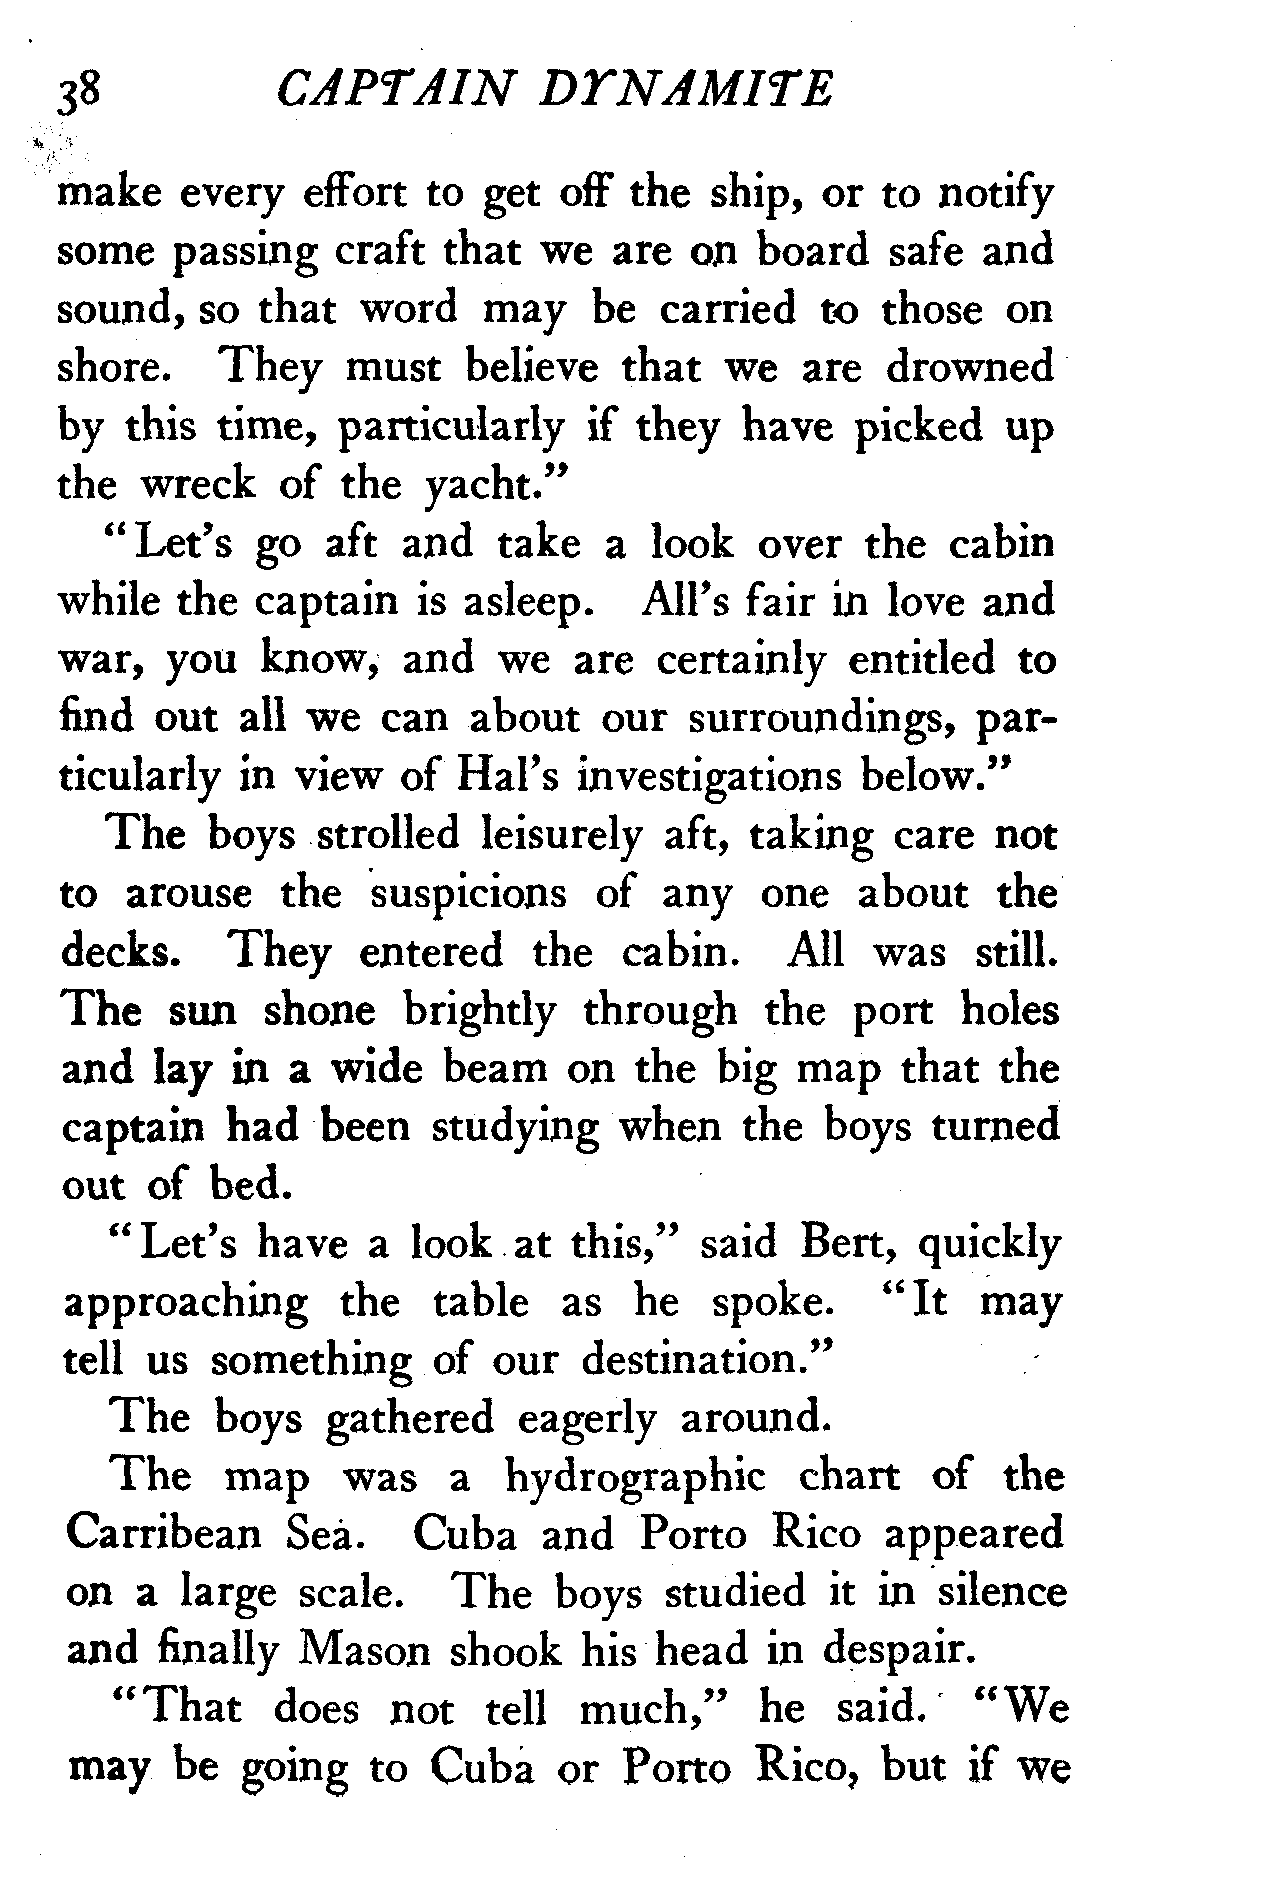 38 CAPTAIN DYNAMITE
make every effort to get off the ship, or to notify
some passing craft that we are on board safe and
sound, so that word may be carried to those on
shore. They must believe that we are drowned
by this time, particularly if they have picked up
the wreck of the yacht.”
“Let’s go aft and take a look over the cabin
while the captain is asleep. All’s fair in love and
war, you know, and we are certainly entitled to
find out all we can about our surroundings, par-
ticularly in view of Hal’s investigations below.”
The boys strolled leisurely aft, taking care not
to arouse the suspicions of any one about the
decks. They entered the cabin. All was still.
The sun shone brightly through the port holes
and lay in a wide beam on the big map that the
captain had been studying when the boys turned
out of bed.
“Let’s have a look at this,” said Bert, quickly
approaching the table as he spoke. “It may
tell us something of our destination.”
The boys gathered eagerly around.
The map was a hydrographic chart of the
Carribean Sea. Cuba and Porto Rico appeared
on a large scale. The boys studied it in silence
and finally Mason shook his head in despair.
“That does not tell much,” he said. “We
may be going to Cuba or Porto Rico, but if we